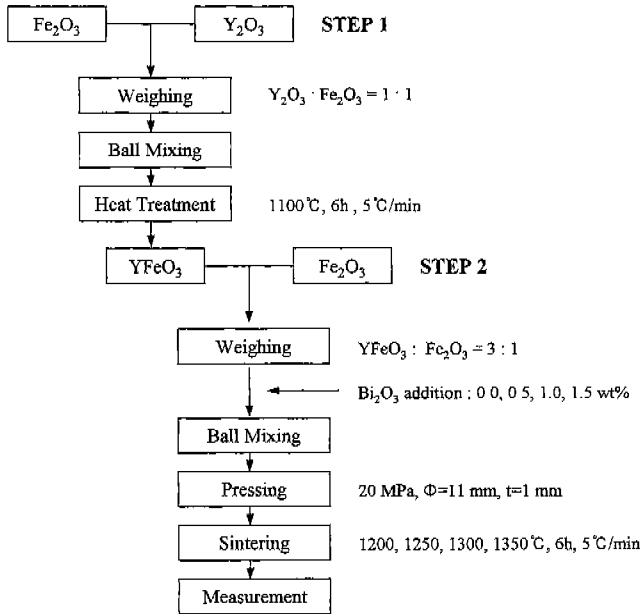 Fe₂O₃ Y₂O₃ STEP 1
Weighing Y₂O₃ · Fe₂O₃ = 1 · 1
Ball Mixing
Heat Treatment 1100℃, 6h , 5℃/min
YFeO₃ Fe₂O₃ STEP 2
Weighing YFeO₃ : Fe₂O₃ = 3 : 1
Bi₂O₃ addition : 0 0, 0 5, 1.0, 1.5 wt%
Ball Mixing
Pressing 20 MPa, Φ=11 mm, t=1 mm
Sintering 1200, 1250, 1300, 1350℃, 6h, 5℃/min
Measurement